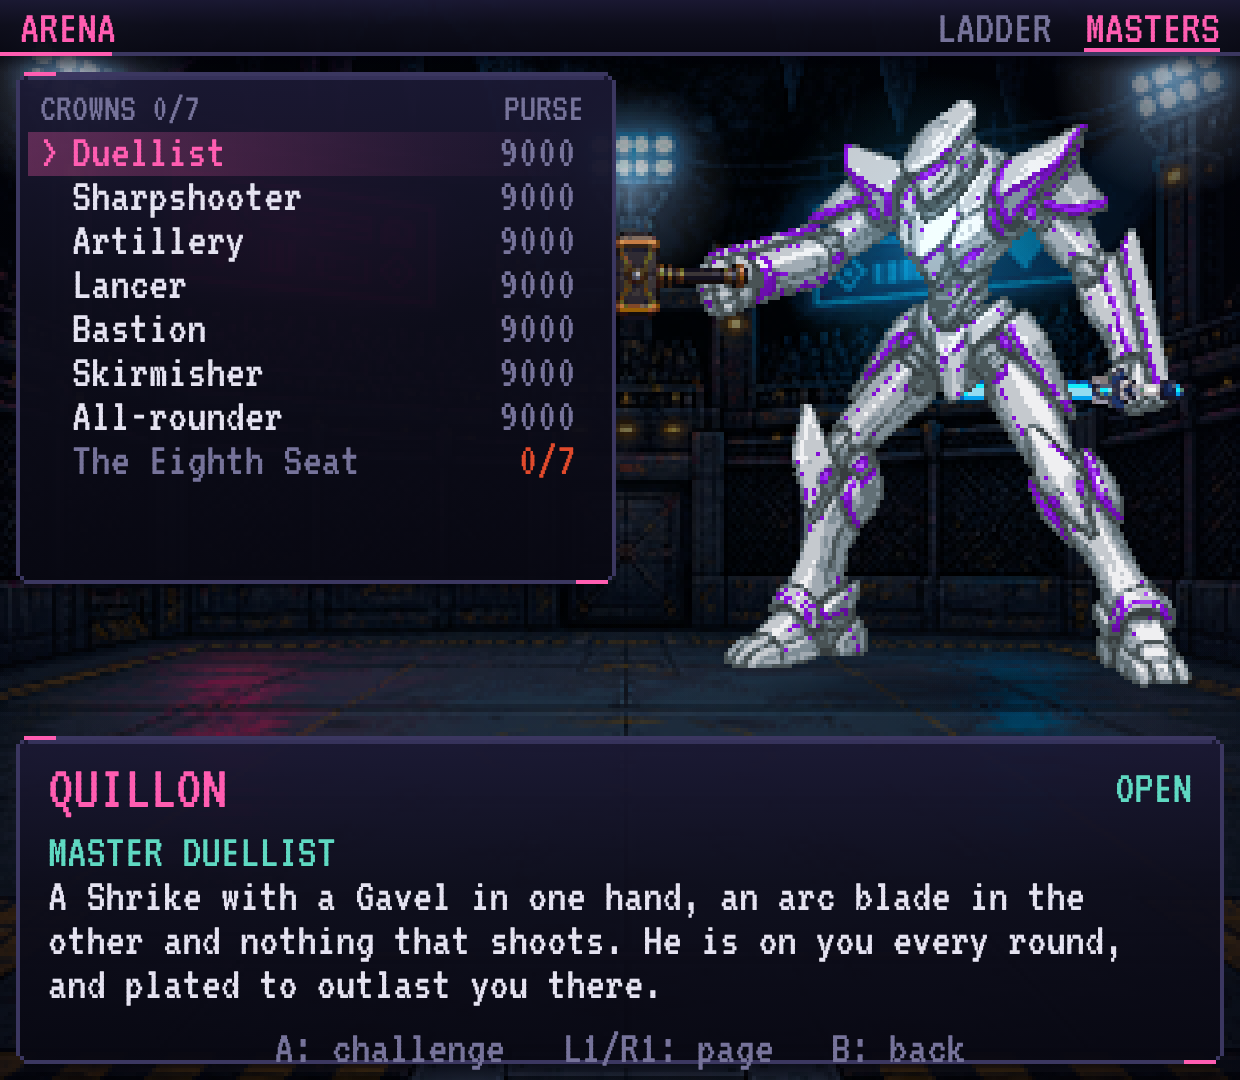 ARENA LADDER MASTERS
CROWNS 0/7 PURSE
> Duellist 9000
Sharpshooter 9000
Artillery 9000
Lancer 9000
Bastion 9000
Skirmisher 9000
All-rounder 9000
The Eighth Seat 0/7
QUILLON OPEN
MASTER DUELLIST
A Shrike with a Gavel in one hand, an arc blade in the
other and nothing that shoots. He is on you every round,
and plated to outlast you there.
A: challenge L1/R1: page B: back